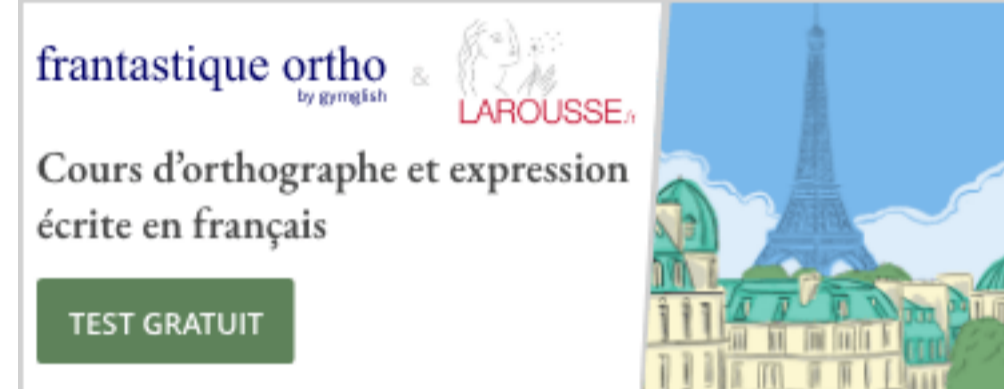 frantastique ortho
by gymglish
&
LAROUSSE.fr
Cours d'orthographe et expression
écrite en français
TEST GRATUIT